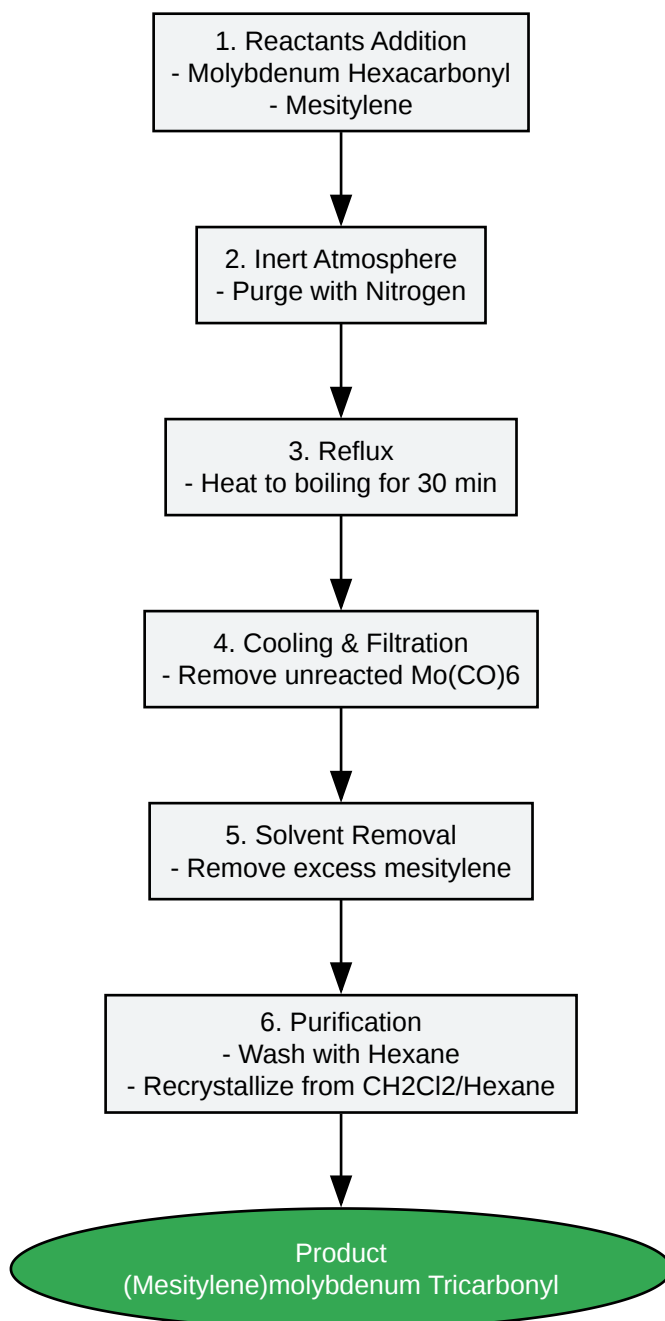 1. Reactants Addition
- Molybdenum Hexacarbonyl
- Mesitylene
2. Inert Atmosphere
- Purge with Nitrogen
3. Reflux
- Heat to boiling for 30 min
4. Cooling & Filtration
- Remove unreacted Mo(CO)6
5. Solvent Removal
- Remove excess mesitylene
6. Purification
- Wash with Hexane
- Recrystallize from CH2Cl2/Hexane
Product
(Mesitylene)molybdenum Tricarbonyl